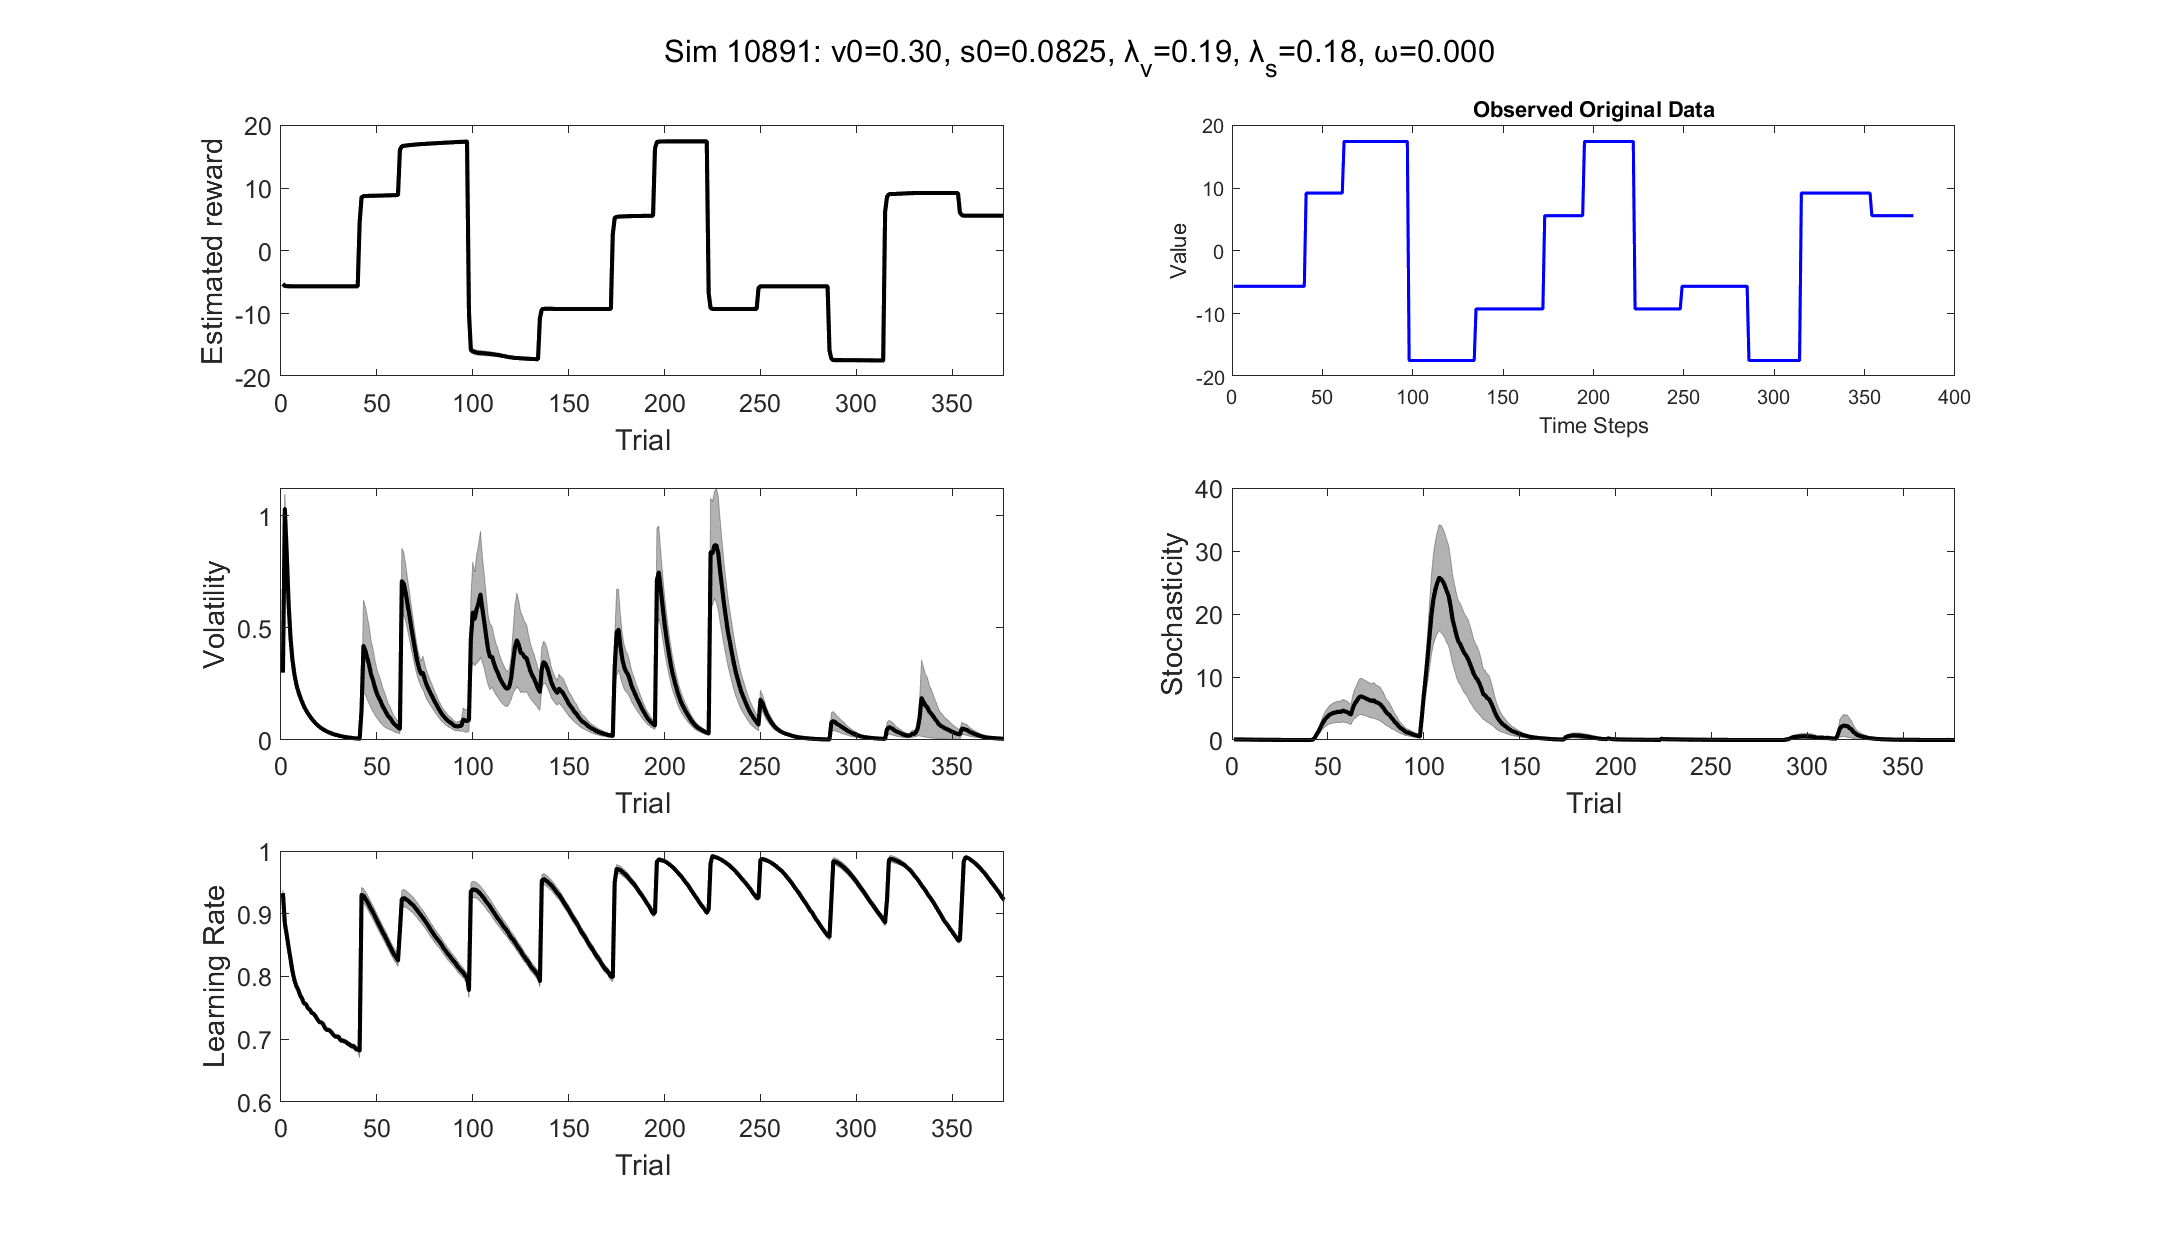 Sim 10891: v0=0.30, s0=0.0825, λv=0.19, λs=0.18, ω=0.000
20
10
0
-10
-20
Estimated reward
0 50 100 150 200 250 300 350
Trial
Observed Original Data
20
10
0
-10
-20
Value
0 50 100 150 200 250 300 350 400
Time Steps
1
0.5
0
Volatility
0 50 100 150 200 250 300 350
Trial
40
30
20
10
0
Stochasticity
0 50 100 150 200 250 300 350
Trial
1
0.9
0.8
0.7
0.6
Learning Rate
0 50 100 150 200 250 300 350
Trial